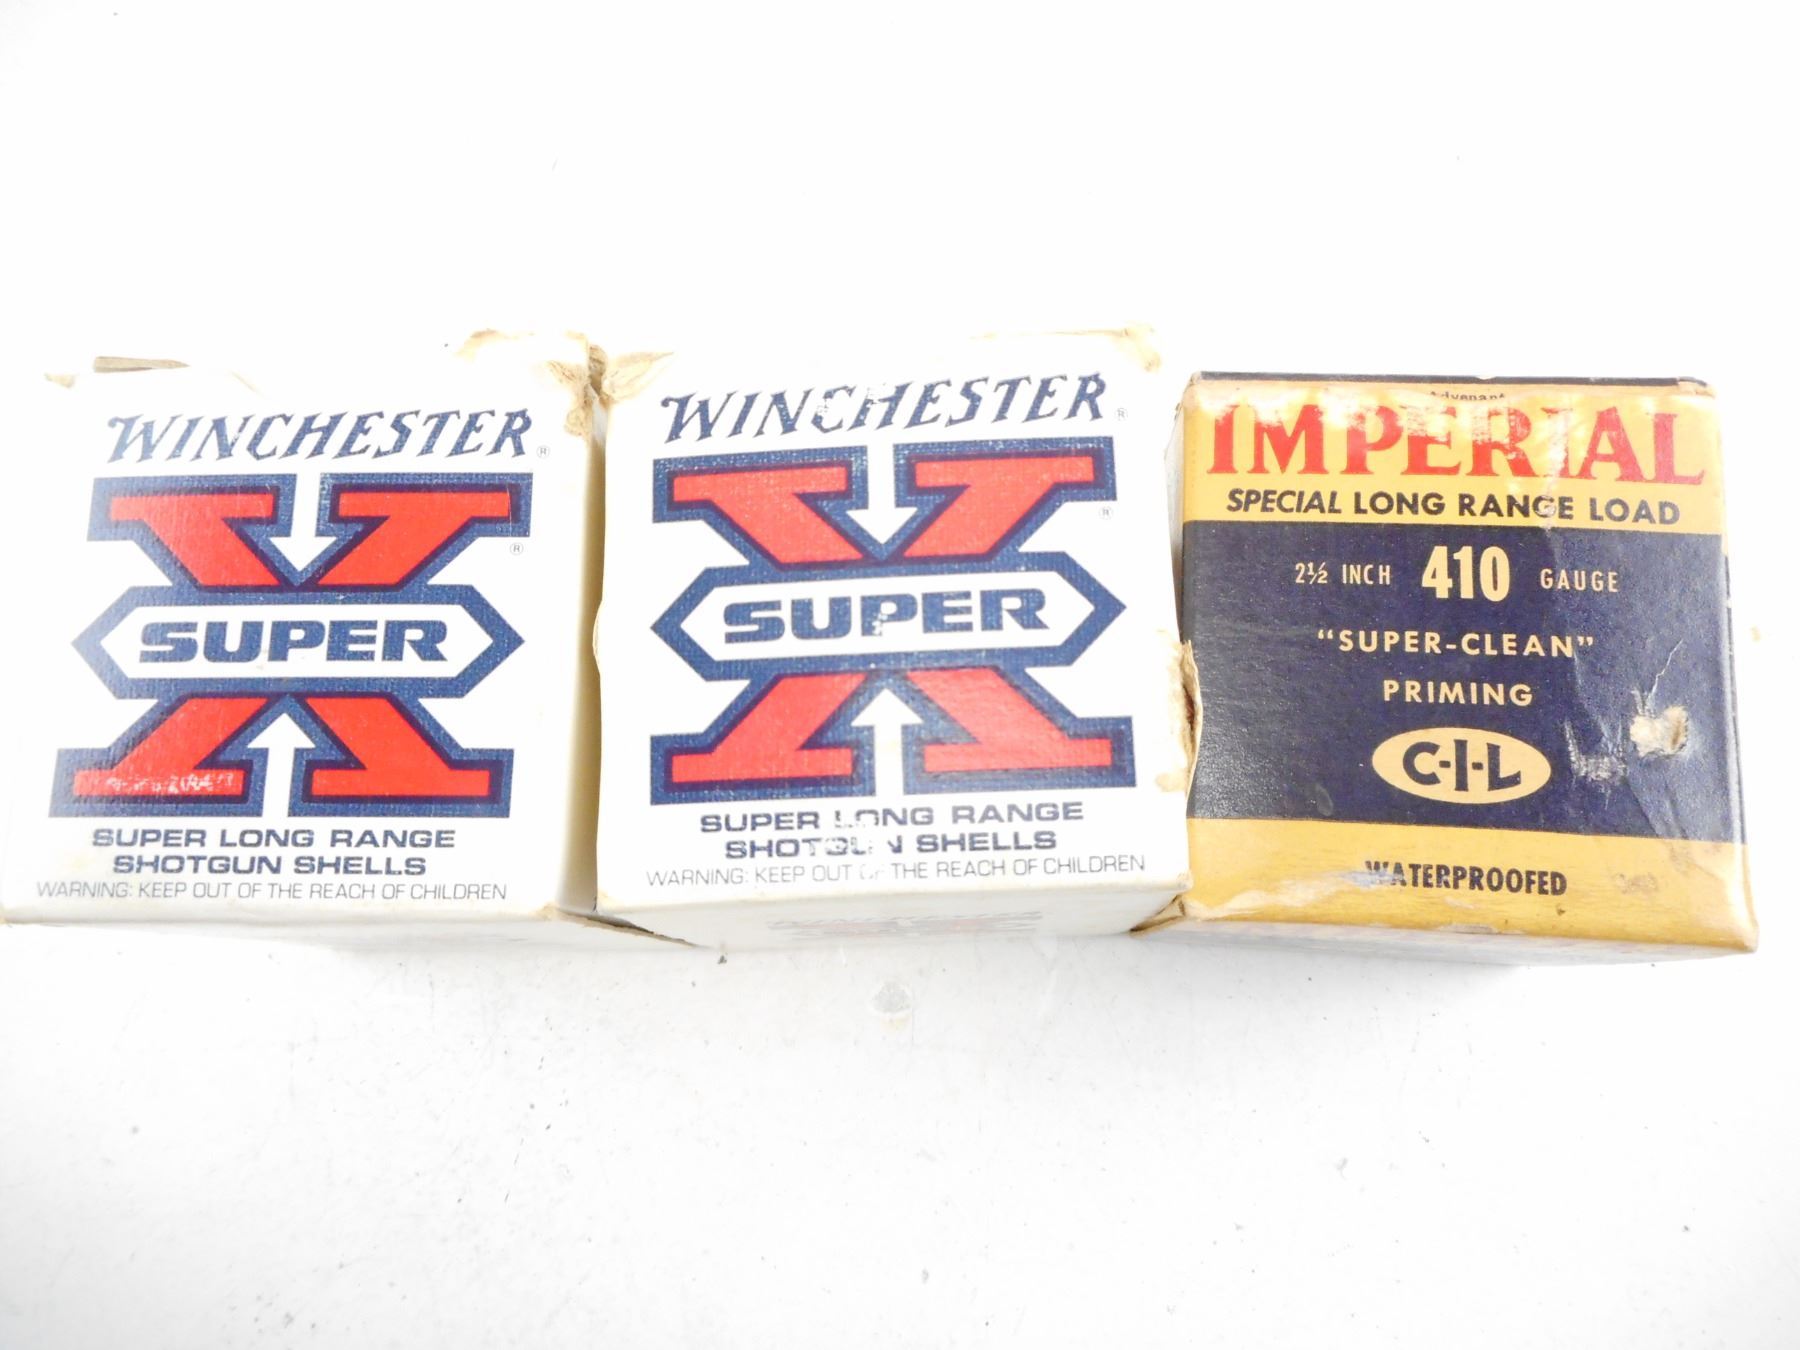 WINCHESTER ®
®
SUPER
SUPER LONG RANGE
SHOTGUN SHELLS
WARNING: KEEP OUT OF THE REACH OF CHILDREN
WINCHESTER ®
®
SUPER
SUPER LONG RANGE
SHOTGUN SHELLS
WARNING: KEEP OUT OF THE REACH OF CHILDREN
IMPERIAL
SPECIAL LONG RANGE LOAD
2½ INCH 410 GAUGE
"SUPER-CLEAN"
PRIMING
C-I-L
WATERPROOFED